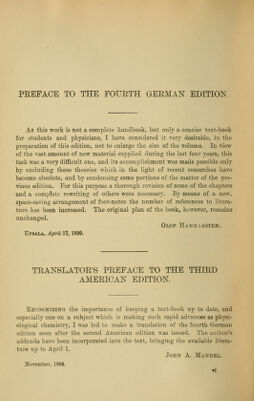 PREFACE TO THE FOURTH GERMAN EDITION.
As this work is not a complete handbook, but only a concise text-book
for students and physicians, I have considered it very desirable, in the
preparation of this edition, not to enlarge the size of the volume. In view
of the vast amount of new material supplied during the last four years, this
task was a very difficult one, and its accomplishment was made possible only
by excluding those theories which in the light of recent researches have
become obsolete, and by condensing some portions of the matter of the pre-
vious edition. For this purpose a thorough revision of some of the chapters
and a complete rewriting of others were necessary. By means of a new,
space-saving arrangement of foot-notes the number of references to litera-
ture has been increased. The original plan of the book, however, remains
unchanged.
Olof Hammarsten.
Upsala, April 17, 1899.
TRANSLATOR'S PREFACE TO THE THIRD
AMERICAN EDITION.
Recognizing the importance of keeping a text-book up to date, and
especially one on a subject which is making such rapid advances as physi-
ological chemistry, I was led to make a translation of the fourth German
edition soon after the second American edition was issued. The author's
addenda have been incorporated into the text, bringing the available litera-
ture up to April 1.
John A. Mandel.
November, 1899.
vi